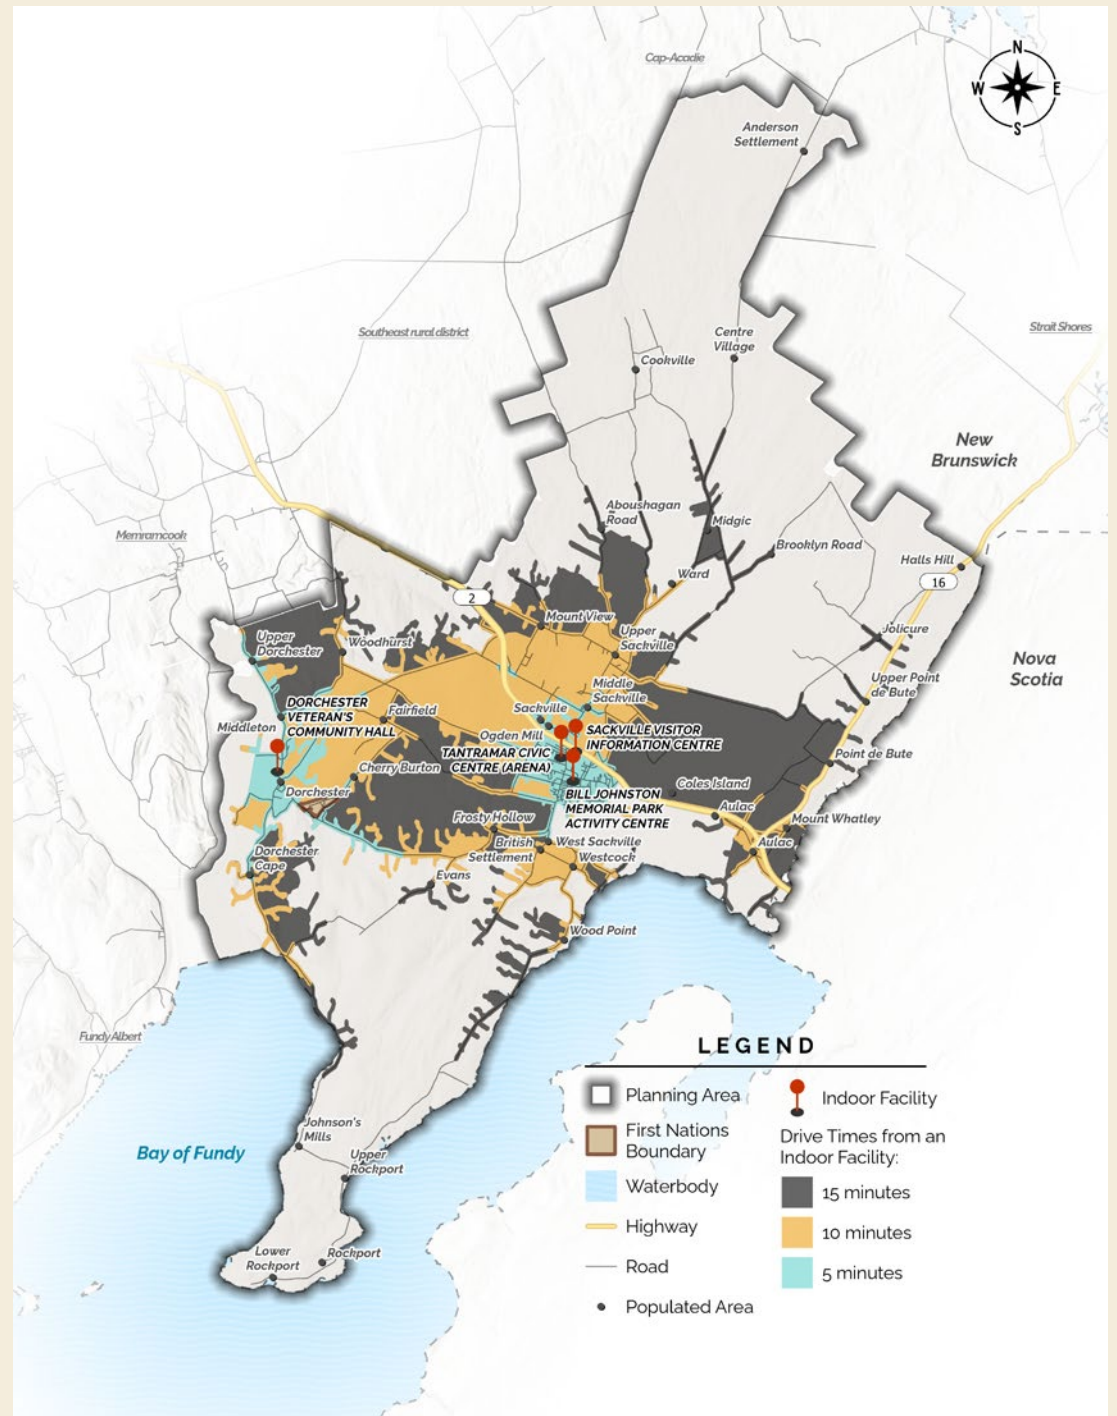 N
W
E
S
Cap-Acadie
Anderson
Settlement
Southeast rural district
Strait Shores
Centre
Village
Cookville
New
Brunswick
Aboushagan
Road
Midgic
Memramcook
Brooklyn Road
Halls Hill
Ward
16
2
Mount View
Jolicure
Upper
Dorchester
Woodhurst
Upper
Sackville
Nova
Scotia
Upper Point
de Bute
Middle
Sackville
DORCHESTER
VETERAN'S
COMMUNITY HALL
Fairfield
Sackville
Middleton
Ogden Mill
SACKVILLE VISITOR
INFORMATION CENTRE
TANTRAMAR CIVIC
CENTRE (ARENA)
Point de Bute
Cherry Burton
Coles Island
Dorchester
BILL JOHNSTON
MEMORIAL PARK
ACTIVITY CENTRE
Aulac
Frosty Hollow
Mount Whatley
British
Settlement
West Sackville
Aulac
Dorchester
Cape
Westcock
Evans
Wood Point
Fundy Albert
LEGEND
Planning Area
Indoor Facility
First Nations
Boundary
Drive Times from an
Indoor Facility:
Waterbody
15 minutes
Highway
10 minutes
Road
5 minutes
Populated Area
Johnson's
Mills
Bay of Fundy
Upper
Rockport
Lower
Rockport
Rockport